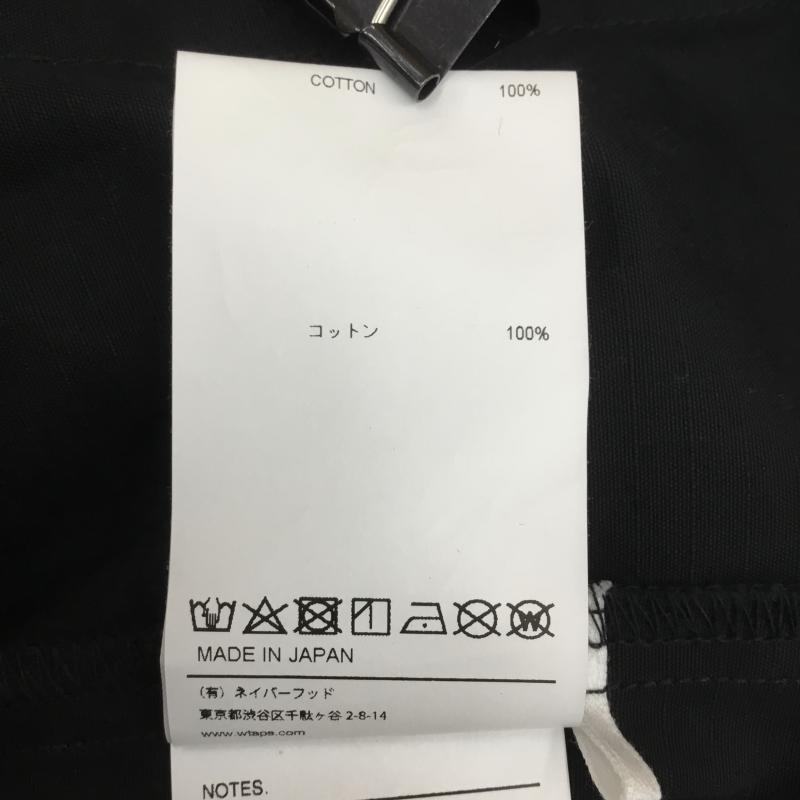 COTTON 100%
コットン 100%
W
MADE IN JAPAN
（有）ネイバーフッド
東京都渋谷区千駄ヶ谷 2-8-14
www.wtaps.com
NOTES.